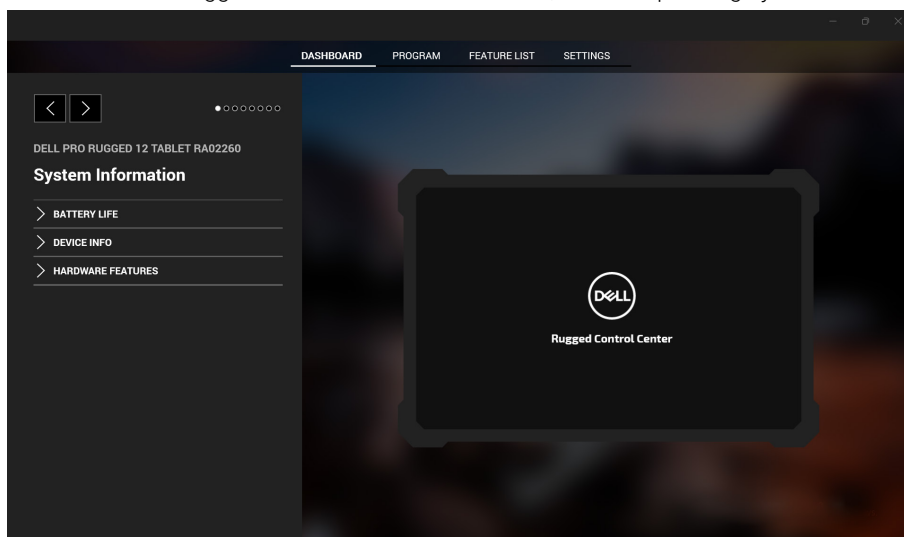 DASHBOARD PROGRAM FEATURE LIST SETTINGS
DELL PRO RUGGED 12 TABLET RA02260
System Information
BATTERY LIFE
DEVICE INFO
HARDWARE FEATURES
DELL
Rugged Control Center